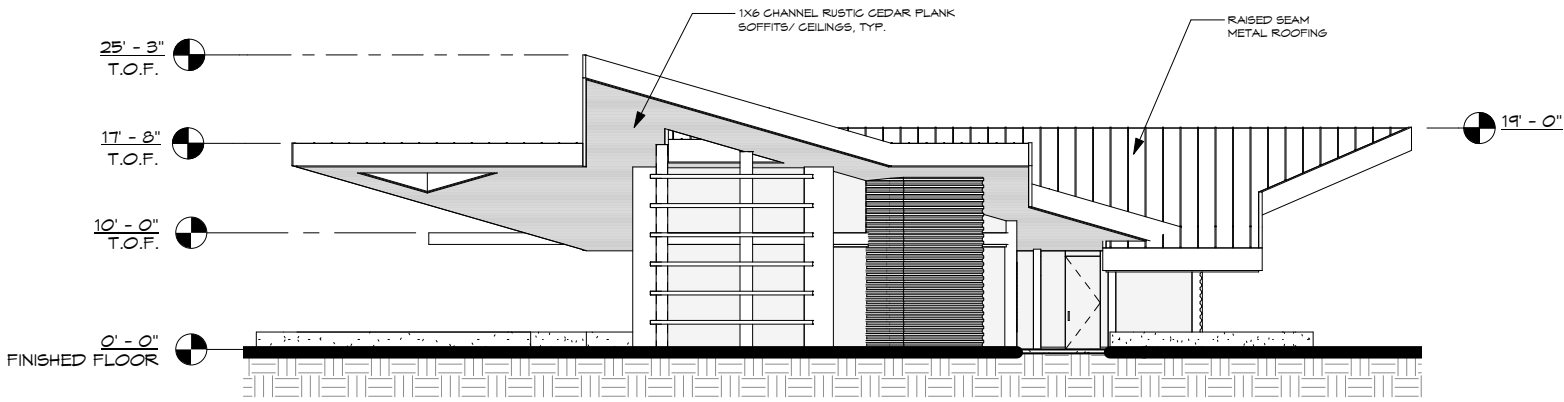 1X6 CHANNEL RUSTIC CEDAR PLANK
SOFFITS/ CEILINGS, TYP.
RAISED SEAM
METAL ROOFING
25' - 3"
T.O.F.
17' - 8"
T.O.F.
19' - 0"
10' - 0"
T.O.F.
0' - 0"
FINISHED FLOOR